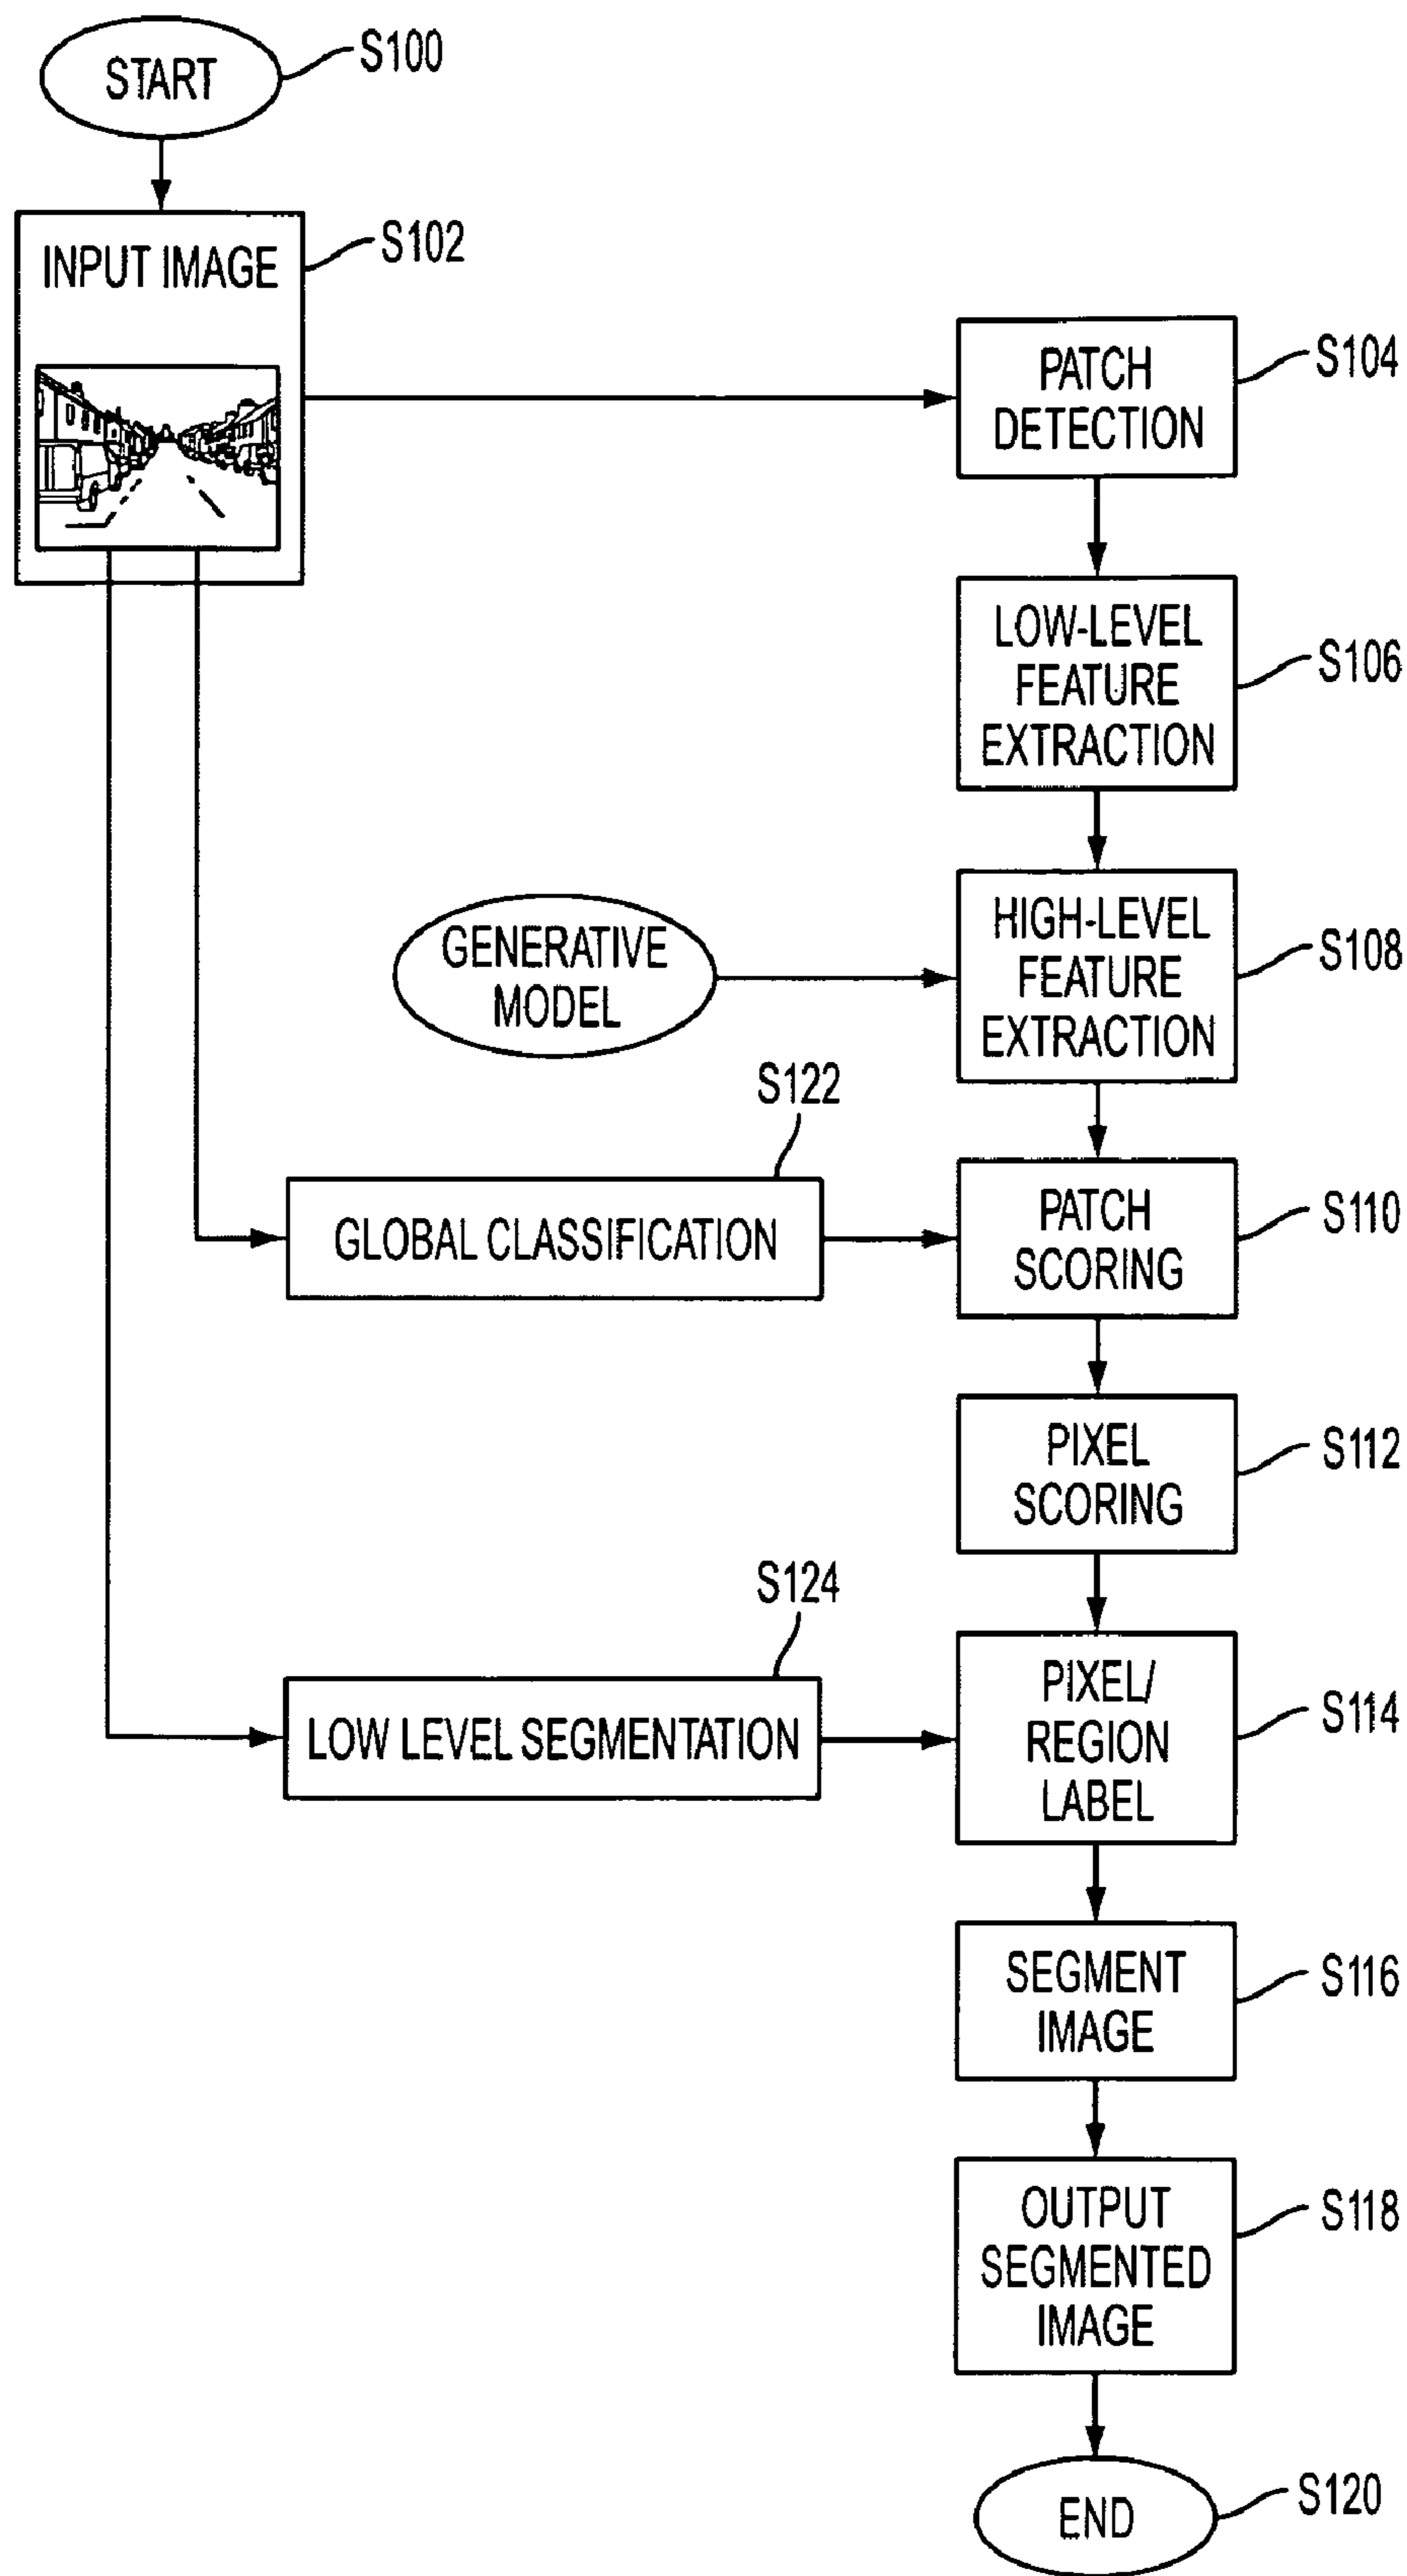 START
S100
INPUT IMAGE
S102
PATCH
DETECTION
S104
LOW-LEVEL
FEATURE
EXTRACTION
S106
GENERATIVE
MODEL
HIGH-LEVEL
FEATURE
EXTRACTION
S108
S122
GLOBAL CLASSIFICATION
PATCH
SCORING
S110
PIXEL
SCORING
S112
S124
LOW LEVEL SEGMENTATION
PIXEL/
REGION
LABEL
S114
SEGMENT
IMAGE
S116
OUTPUT
SEGMENTED
IMAGE
S118
END
S120